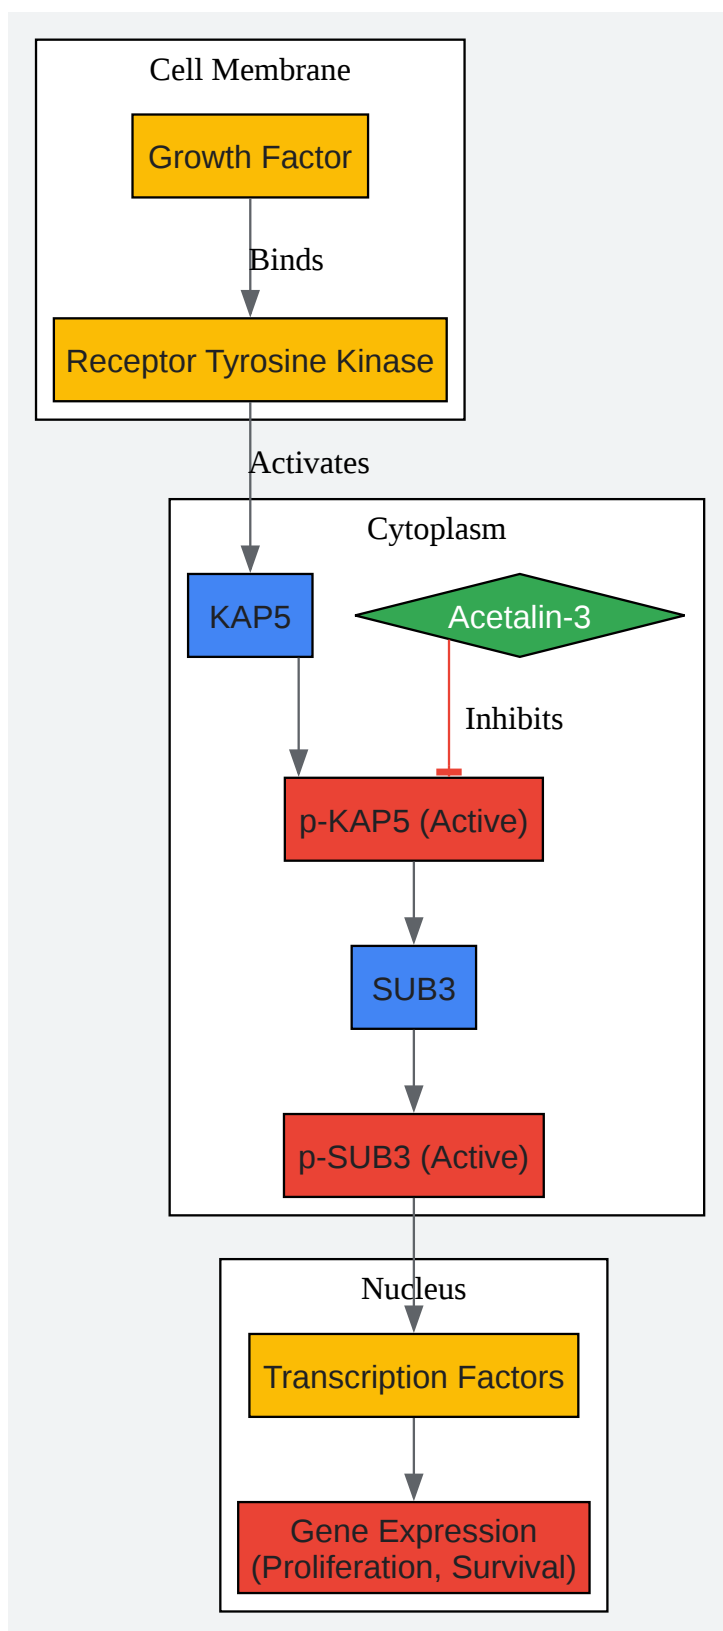 Cell Membrane
Growth Factor
Binds
Receptor Tyrosine Kinase
Activates
Cytoplasm
KAP5
Acetalin-3
Inhibits
p-KAP5 (Active)
SUB3
p-SUB3 (Active)
Nucleus
Transcription Factors
Gene Expression
(Proliferation, Survival)